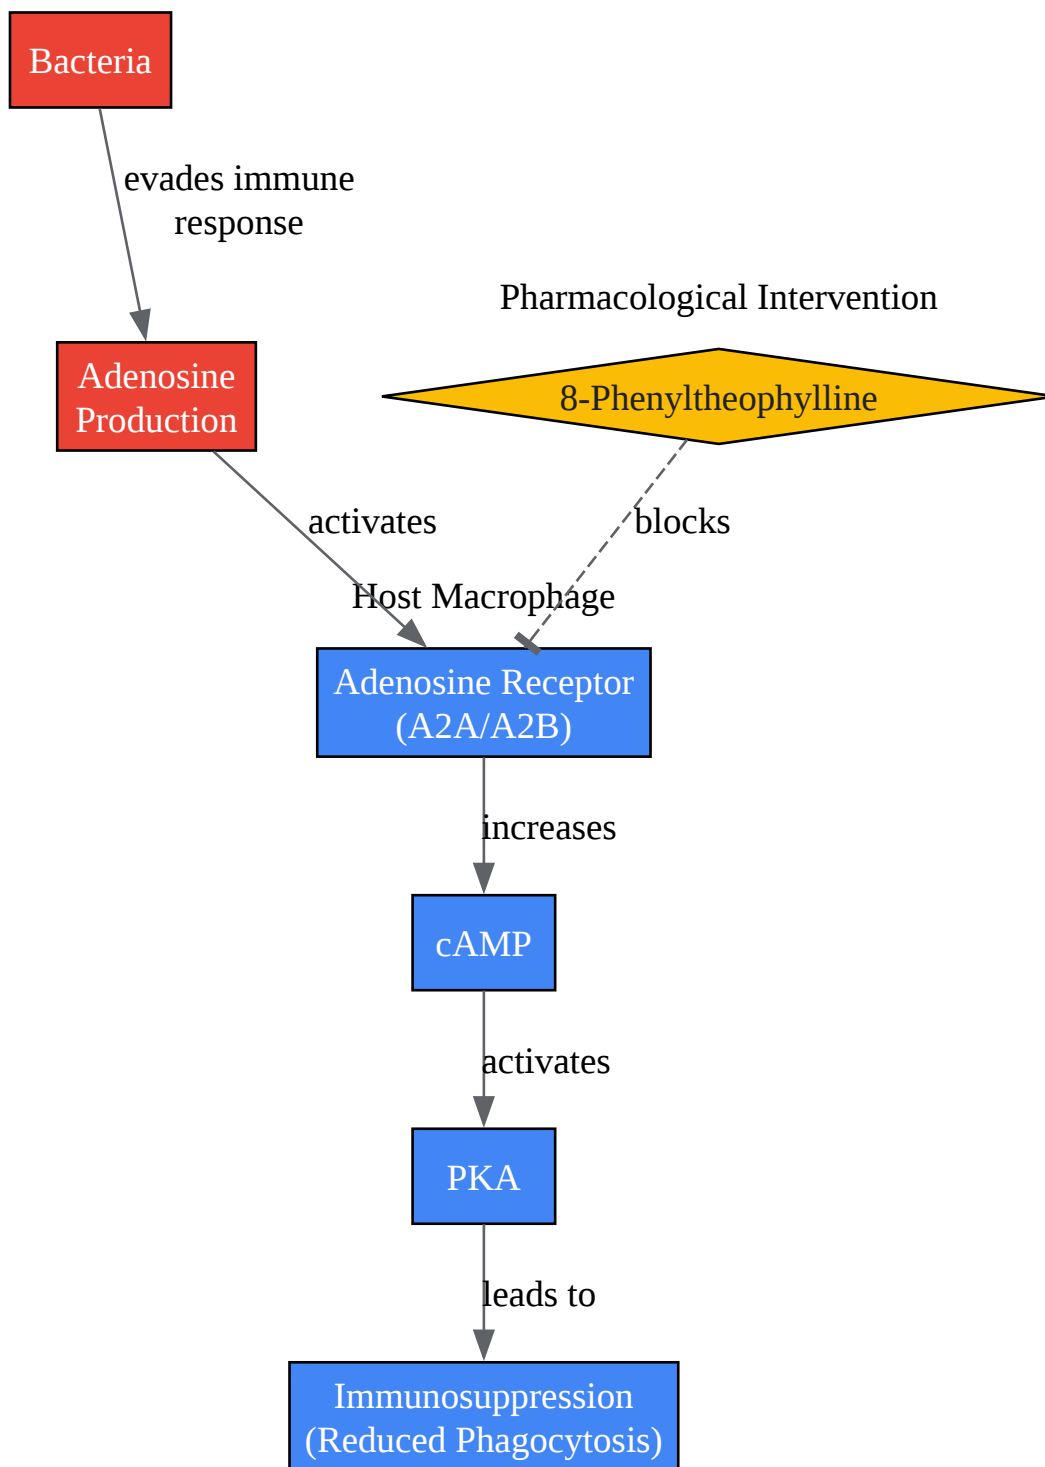 Bacteria
evades immune
response
Pharmacological Intervention
Adenosine
Production
8-Phenyltheophylline
activates
blocks
Host Macrophage
Adenosine Receptor
(A2A/A2B)
increases
cAMP
activates
PKA
leads to
Immunosuppression
(Reduced Phagocytosis)